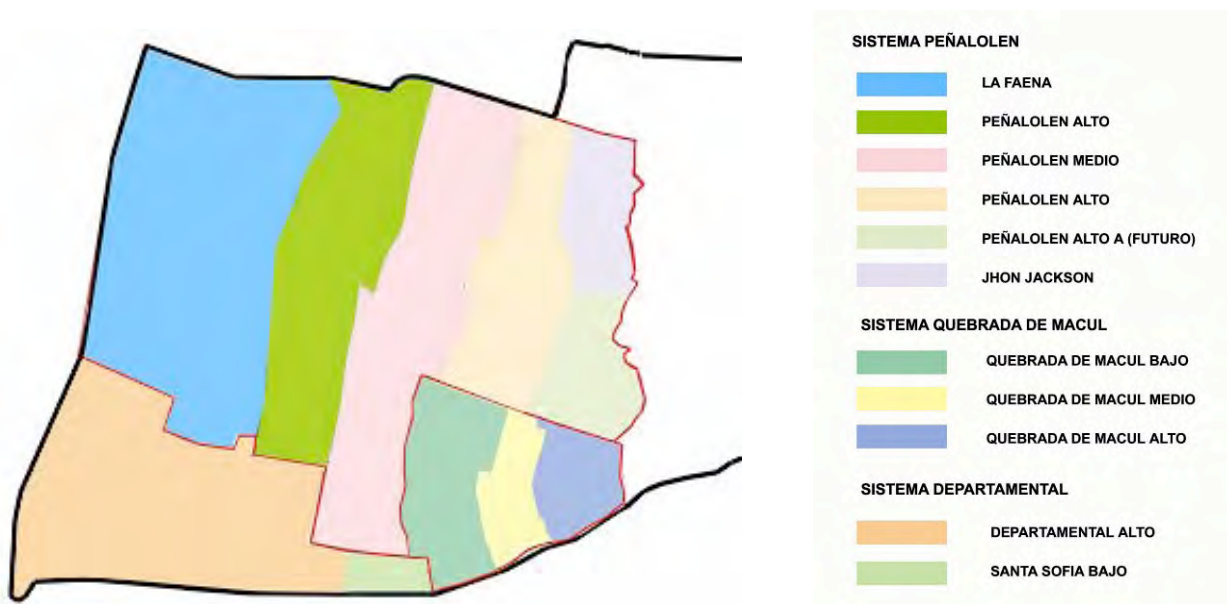 SISTEMA PEÑALOLEN
LA FAENA
PEÑALOLEN ALTO
PEÑALOLEN MEDIO
PEÑALOLEN ALTO
PEÑALOLEN ALTO A (FUTURO)
JHON JACKSON
SISTEMA QUEBRADA DE MACUL
QUEBRADA DE MACUL BAJO
QUEBRADA DE MACUL MEDIO
QUEBRADA DE MACUL ALTO
SISTEMA DEPARTAMENTAL
DEPARTAMENTAL ALTO
SANTA SOFIA BAJO